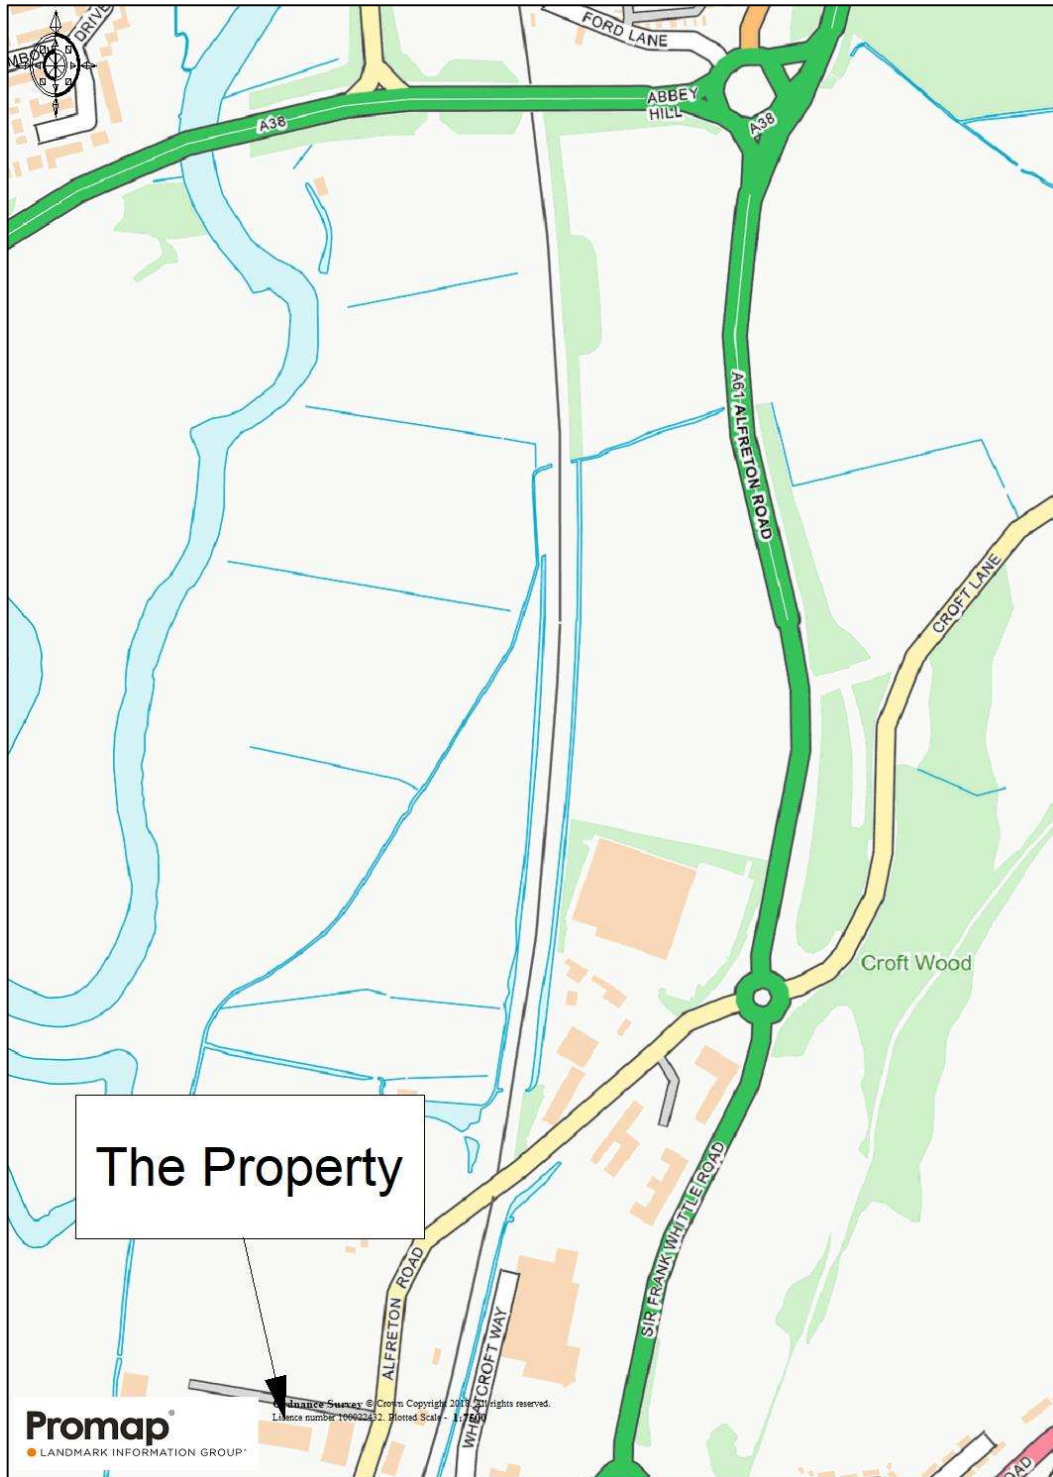 DRIVE
FORD LANE
A38
ABBEY
HILL
A38
A61 ALFRETON ROAD
CROFT LANE
Croft Wood
The Property
SIR FRANK WHITTLE ROAD
ALFRETON ROAD
WHEATCROFT WAY
Ordnance Survey © Crown Copyright 2018. All rights reserved.
Licence number 100022432. Plotted Scale - 1:7500
Promap®
LANDMARK INFORMATION GROUP®